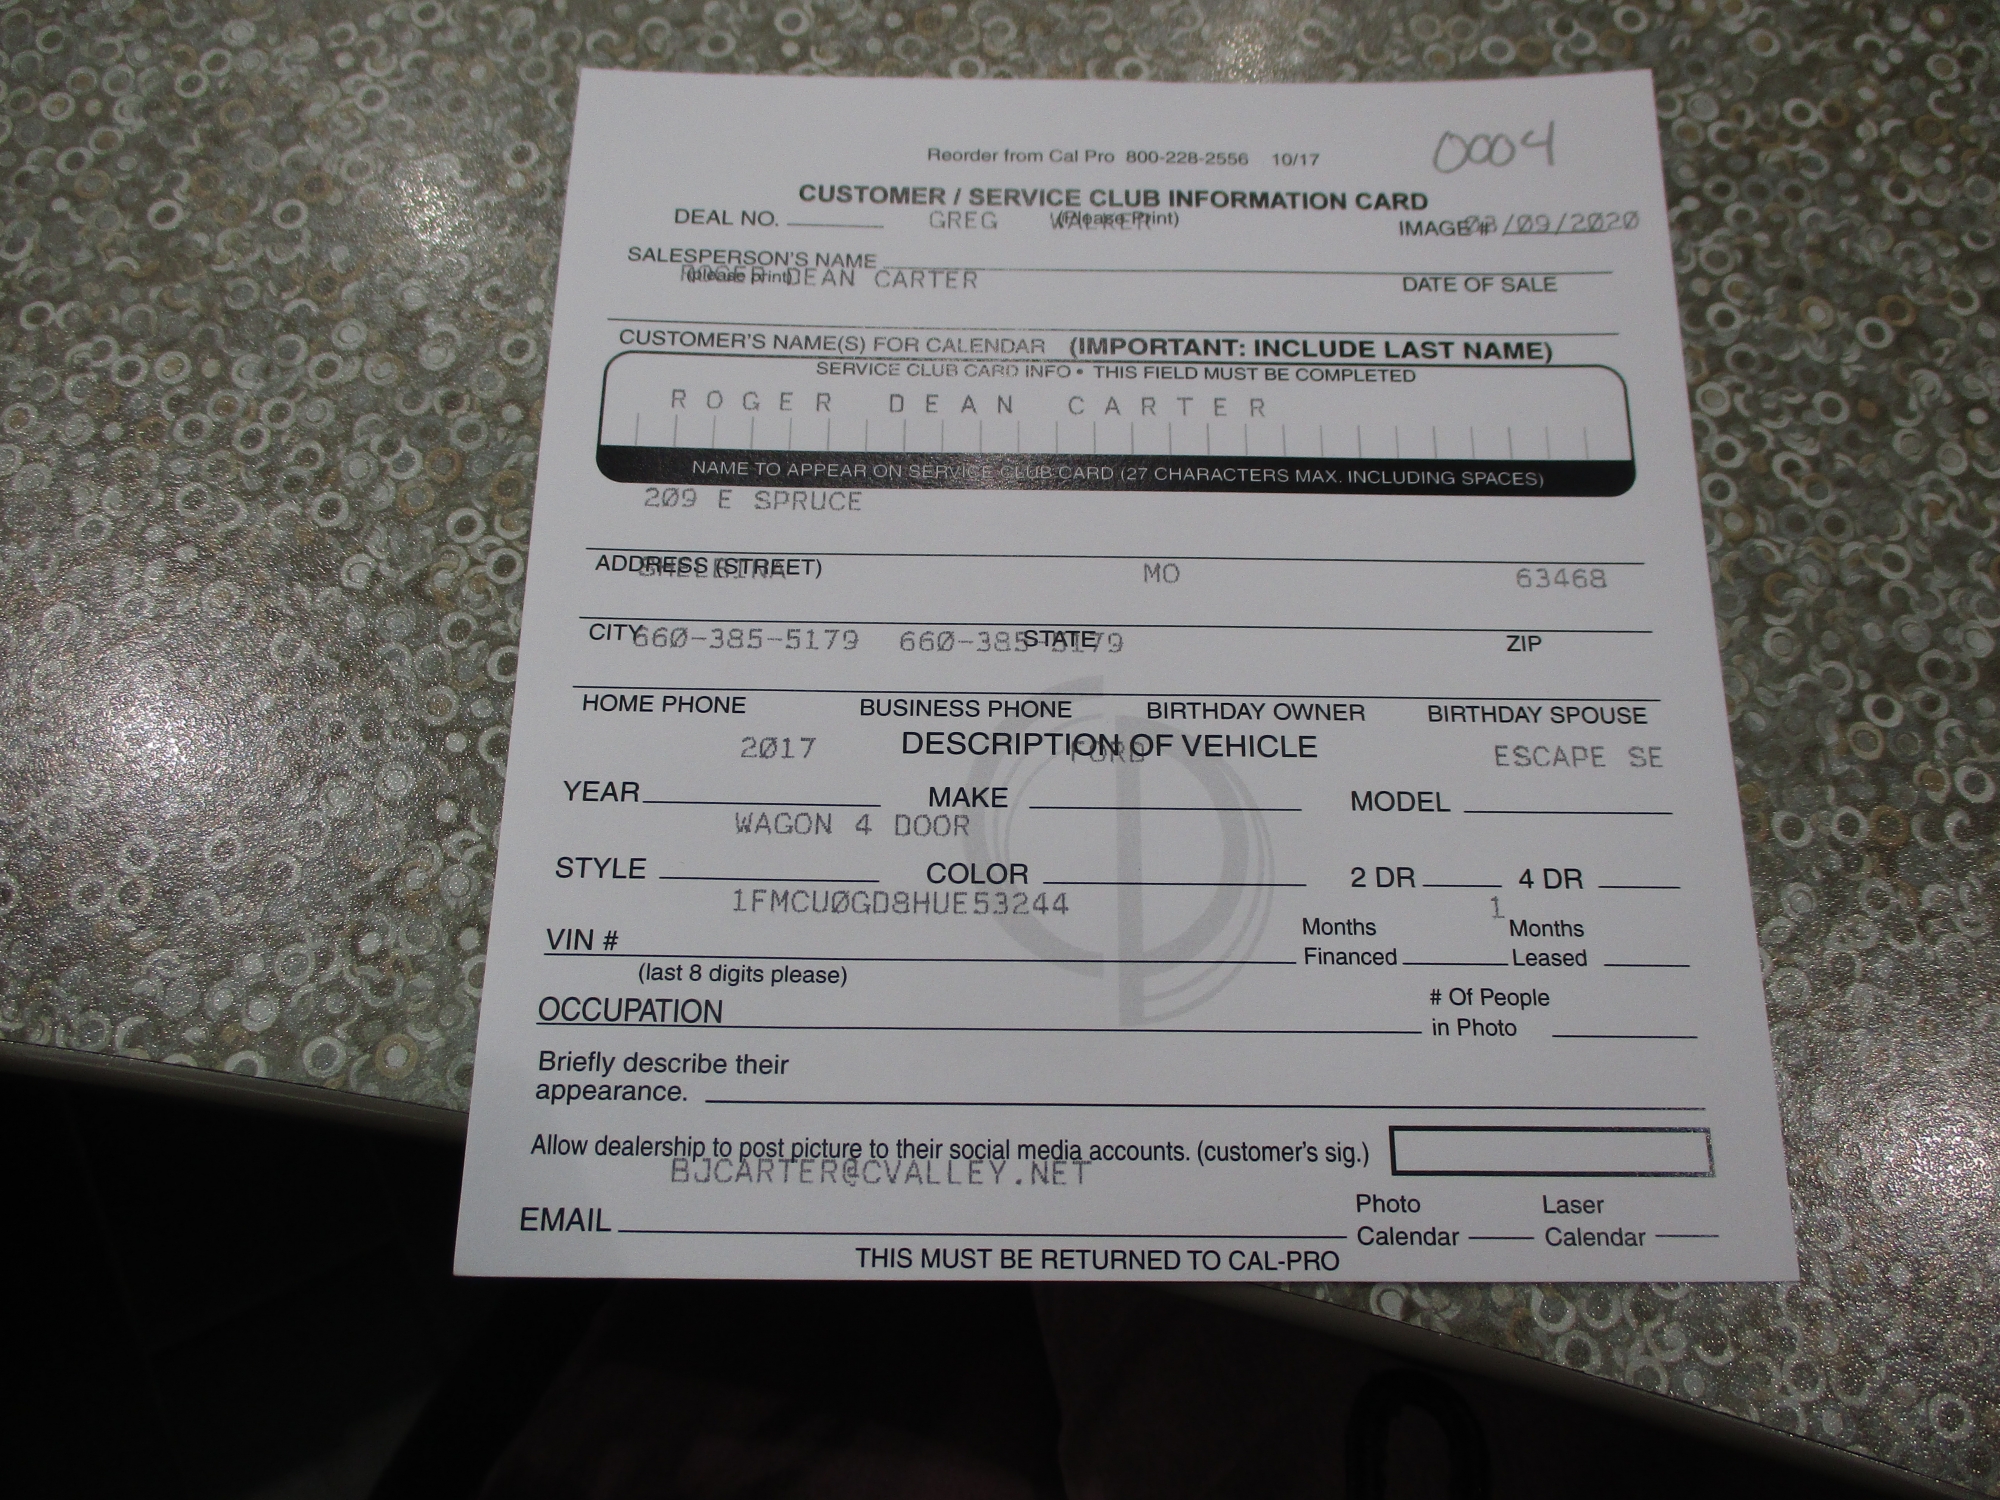 0004
Reorder from Cal Pro 800-228-2556 10/17
CUSTOMER / SERVICE CLUB INFORMATION CARD
DEAL NO. GREG WALKER (Please Print) IMAGE# /09/2020
SALESPERSON'S NAME
(please print) ROGER DEAN CARTER DATE OF SALE
CUSTOMER'S NAME(S) FOR CALENDAR (IMPORTANT: INCLUDE LAST NAME)
SERVICE CLUB CARD INFO • THIS FIELD MUST BE COMPLETED
ROGER DEAN CARTER
NAME TO APPEAR ON SERVICE CLUB CARD (27 CHARACTERS MAX. INCLUDING SPACES)
209 E SPRUCE
ADDRESS (STREET) SHELBINA MO 63468
CITY 660-385-5179 660-385-5179 STATE ZIP
HOME PHONE BUSINESS PHONE BIRTHDAY OWNER BIRTHDAY SPOUSE
2017 DESCRIPTION OF VEHICLE FORD ESCAPE SE
YEAR MAKE MODEL
WAGON 4 DOOR
STYLE COLOR 2 DR 4 DR
1FMCU0GD8HUE53244 1
VIN # Months Financed Months Leased
(last 8 digits please)
OCCUPATION # Of People in Photo
Briefly describe their
appearance.
Allow dealership to post picture to their social media accounts. (customer's sig.)
BJCARTER@CVALLEY.NET
EMAIL Photo Calendar Laser Calendar
THIS MUST BE RETURNED TO CAL-PRO